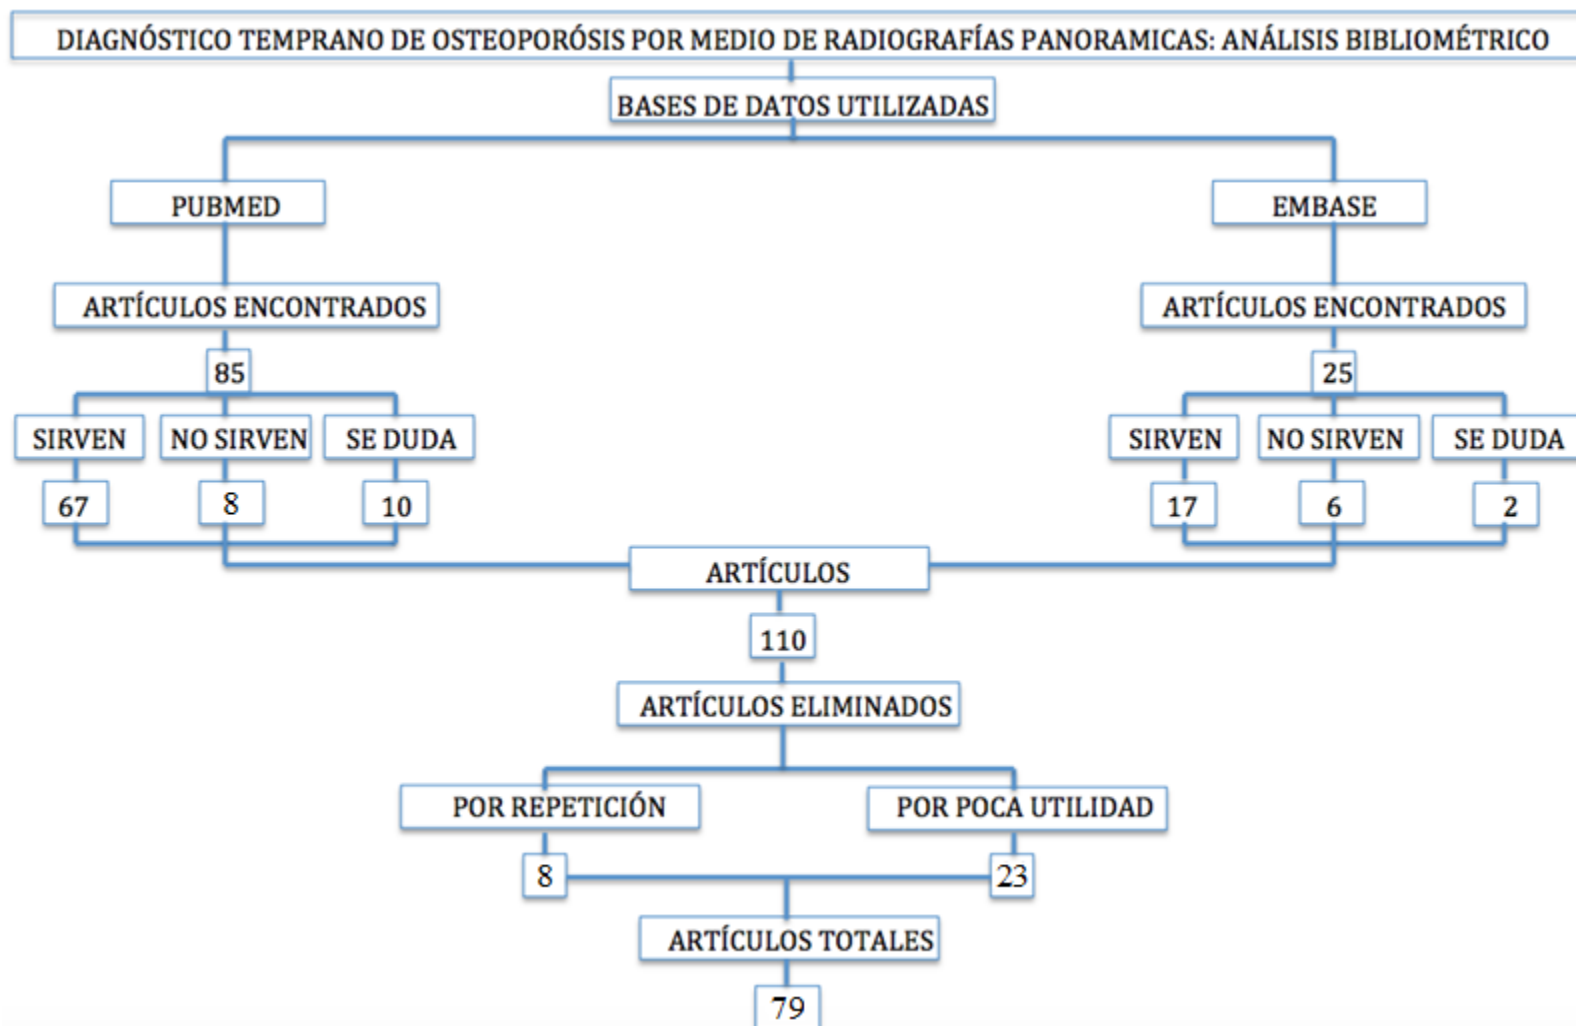 DIAGNÓSTICO TEMPRANO DE OSTEOPORÓSIS POR MEDIO DE RADIOGRAFÍAS PANORAMICAS: ANÁLISIS BIBLIOMÉTRICO
BASES DE DATOS UTILIZADAS
PUBMED
EMBASE
ARTÍCULOS ENCONTRADOS
ARTÍCULOS ENCONTRADOS
85
25
SIRVEN
NO SIRVEN
SE DUDA
SIRVEN
NO SIRVEN
SE DUDA
67
8
10
17
6
2
ARTÍCULOS
110
ARTÍCULOS ELIMINADOS
POR REPETICIÓN
POR POCA UTILIDAD
8
23
ARTÍCULOS TOTALES
79